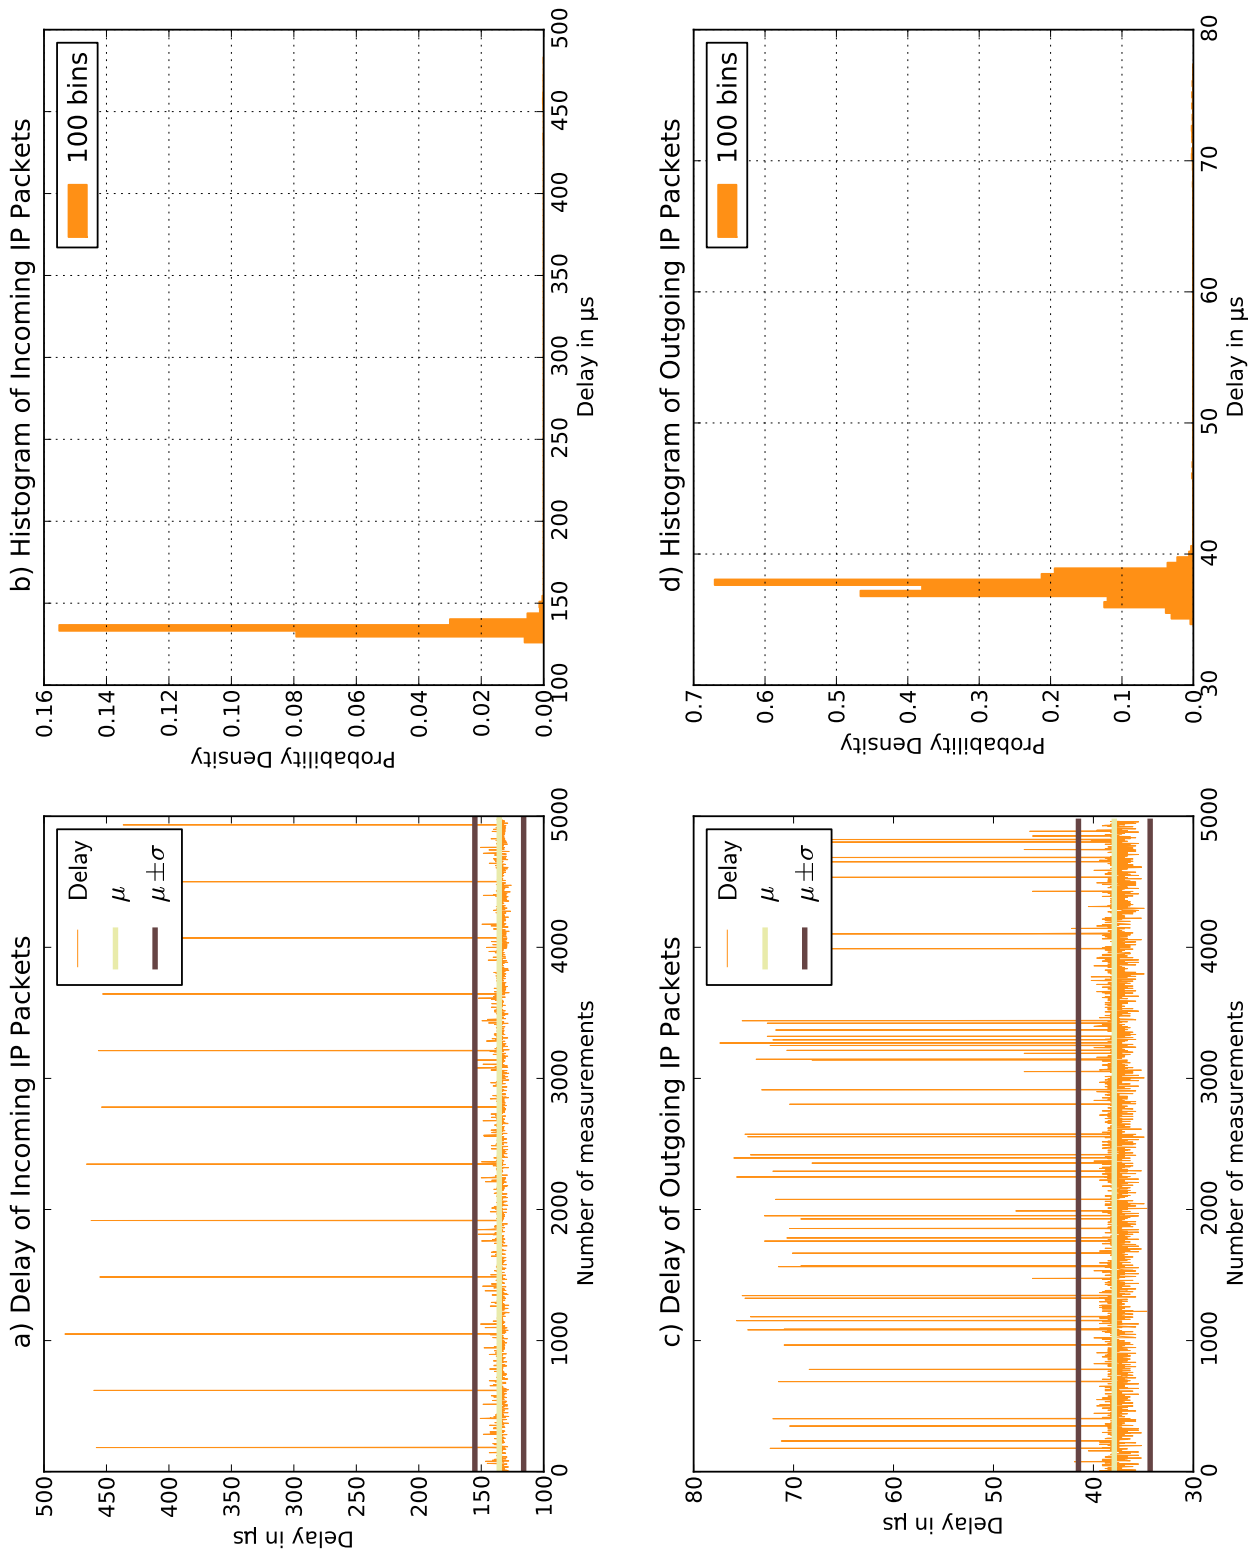 a) Delay of Incoming IP Packets
500
450
400
350
300
250
200
150
100
Delay in µs
0
1000
2000
3000
4000
5000
Number of measurements
Delay
µ
µ ± σ
b) Histogram of Incoming IP Packets
0.16
0.14
0.12
0.10
0.08
0.06
0.04
0.02
0.00
Probability Density
100
150
200
250
300
350
400
450
500
Delay in µs
100 bins
c) Delay of Outgoing IP Packets
80
70
60
50
40
30
Delay in µs
0
1000
2000
3000
4000
5000
Number of measurements
Delay
µ
µ ± σ
d) Histogram of Outgoing IP Packets
0.7
0.6
0.5
0.4
0.3
0.2
0.1
0.0
Probability Density
30
40
50
60
70
80
Delay in µs
100 bins